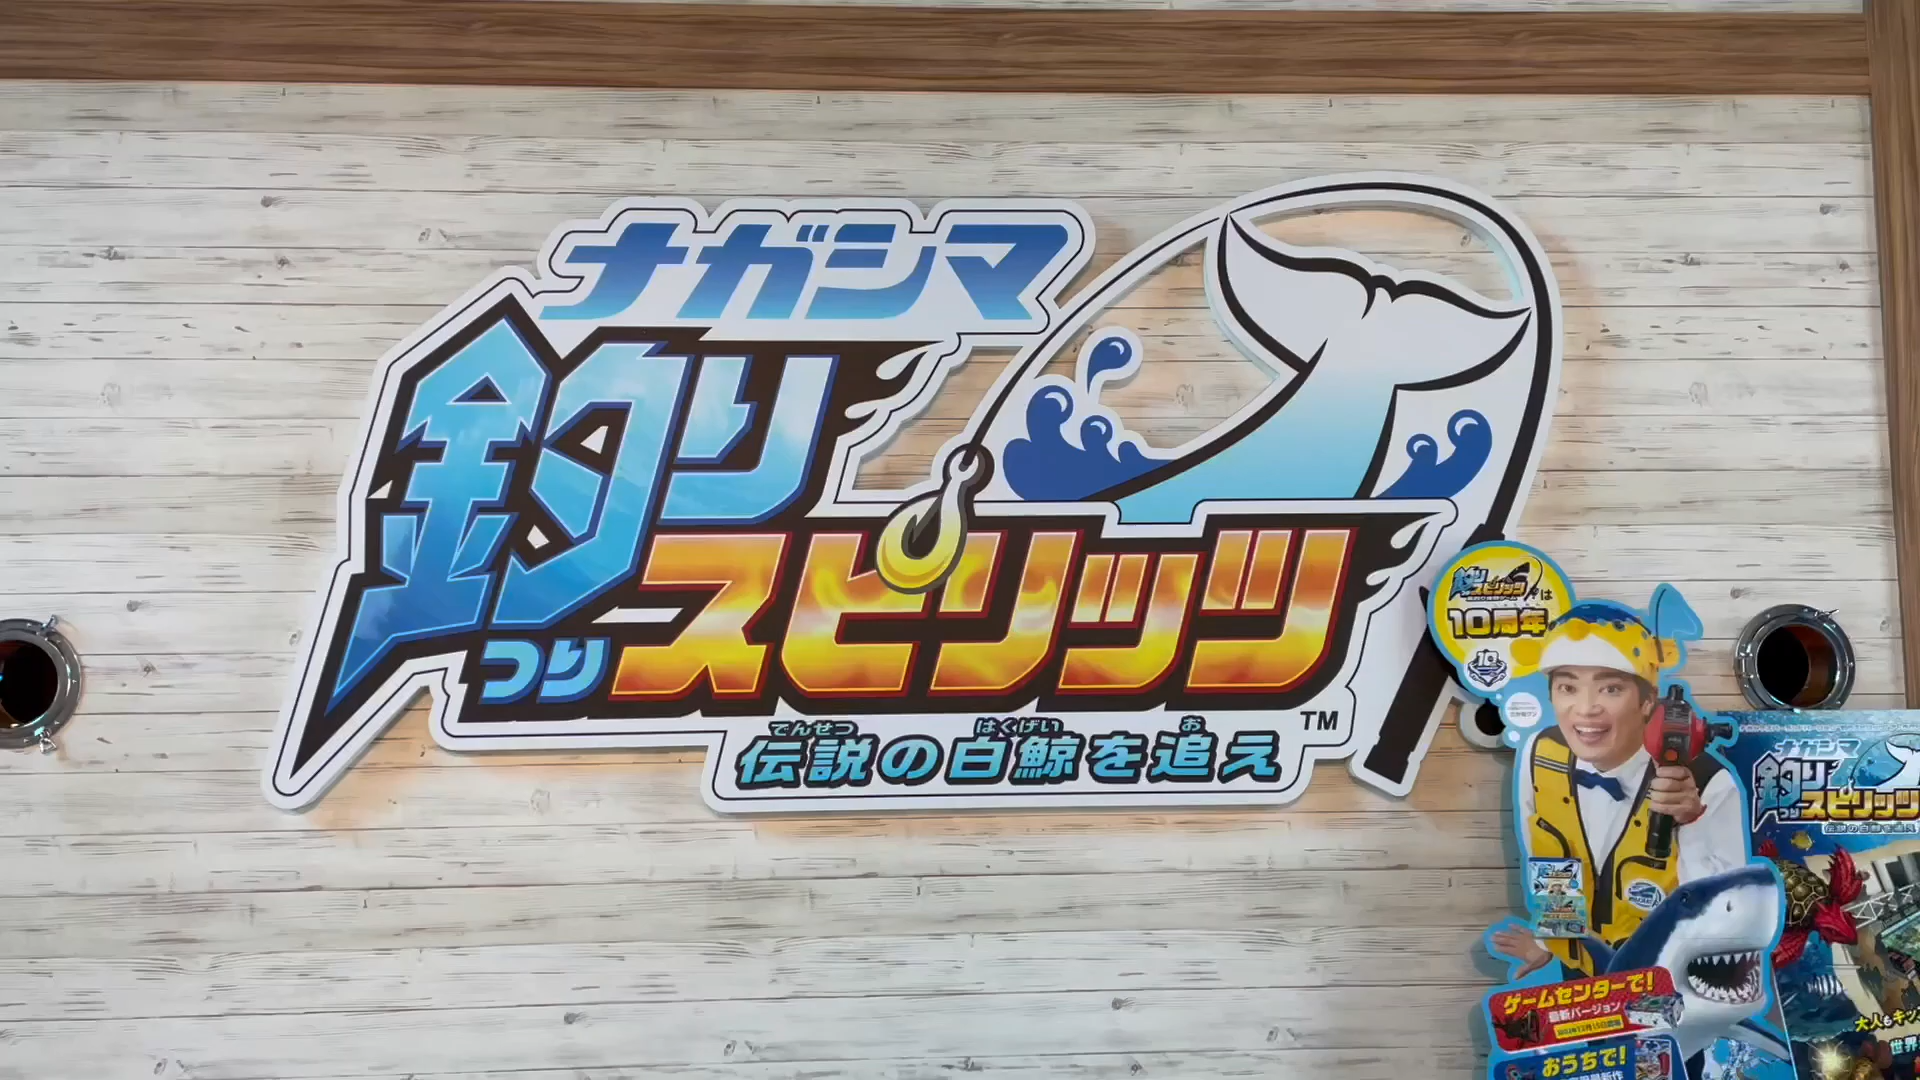 ナガシマ
釣りスピリッツ
つり
でんせつ はくげい お
伝説の白鯨を追え
TM
釣りスピリッツは
10周年
ナガシマ
釣りスピリッツ
つり
伝説の白鯨を追え
ゲームセンターで!
最新バージョン
おうちで!
大人もキッ
世界